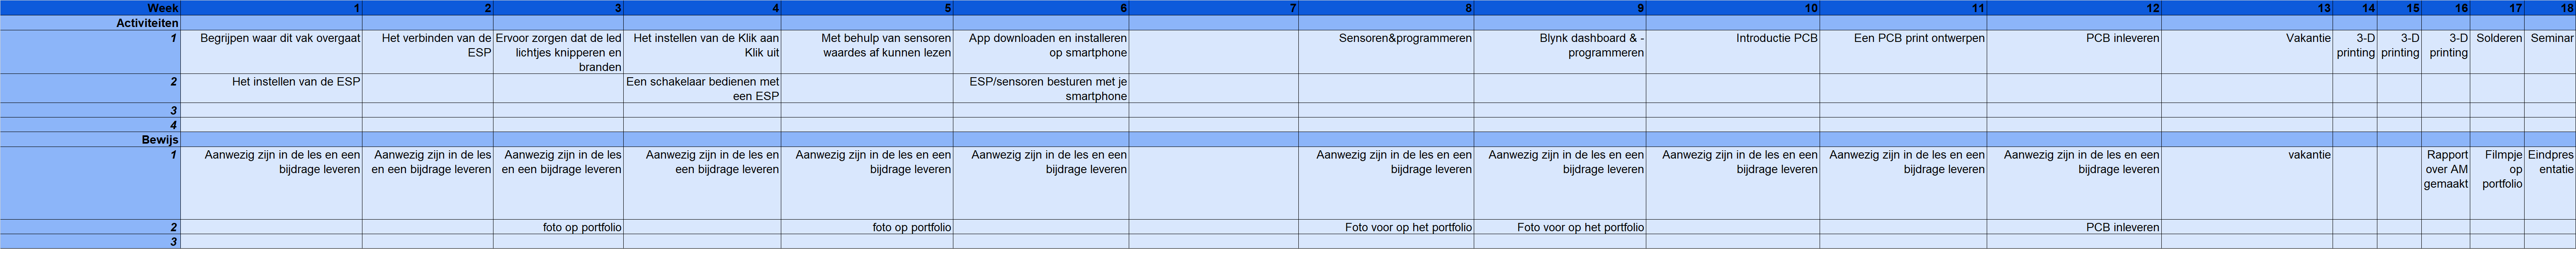 Week 1 2 3 4 5 6 7 8 9 10 11 12 13 14 15 16 17 18
Activiteiten
1 Begrijpen waar dit vak overgaat Het verbinden van de Ervoor zorgen dat de led Het instellen van de Klik aan Met behulp van sensoren App downloaden en installeren Sensoren&programmeren Blynk dashboard & - Introductie PCB Een PCB print ontwerpen PCB inleveren Vakantie 3-D 3-D 3-D Solderen Seminar
ESP lichtjes knipperen en Klik uit waardes af kunnen lezen op smartphone programmeren printing printing printing
branden
2 Het instellen van de ESP Een schakelaar bedienen met ESP/sensoren besturen met je
een ESP smartphone
3
4
Bewijs
1 Aanwezig zijn in de les en een Aanwezig zijn in de les Aanwezig zijn in de les Aanwezig zijn in de les en Aanwezig zijn in de les en een Aanwezig zijn in de les en een Aanwezig zijn in de les en een Aanwezig zijn in de les en een Aanwezig zijn in de les en een Aanwezig zijn in de les en een Aanwezig zijn in de les en een vakantie Rapport Filmpje Eindpres
bijdrage leveren en een bijdrage leveren en een bijdrage leveren een bijdrage leveren bijdrage leveren bijdrage leveren bijdrage leveren bijdrage leveren bijdrage leveren bijdrage leveren bijdrage leveren over AM op entatie
gemaakt portfolio
2 foto op portfolio foto op portfolio Foto voor op het portfolio Foto voor op het portfolio PCB inleveren
3